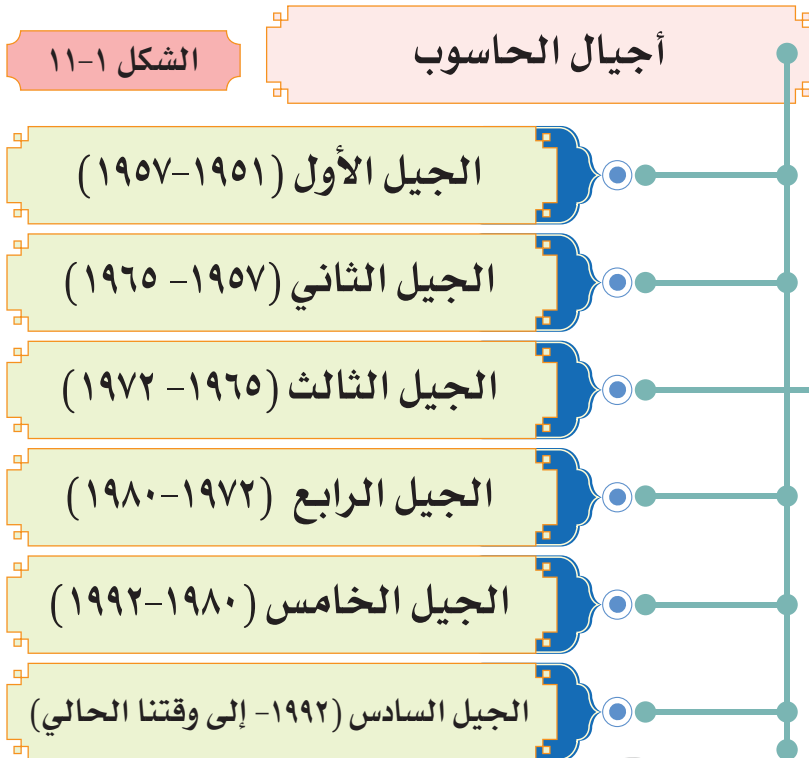 أجيال الحاسوب
الشكل ١-١١
الجيل الأول (١٩٥١-١٩٥٧)
الجيل الثاني (١٩٥٧- ١٩٦٥)
الجيل الثالث (١٩٦٥- ١٩٧٢)
الجيل الرابع (١٩٧٢-١٩٨٠)
الجيل الخامس (١٩٨٠-١٩٩٢)
الجيل السادس (١٩٩٢- إلى وقتنا الحالي)